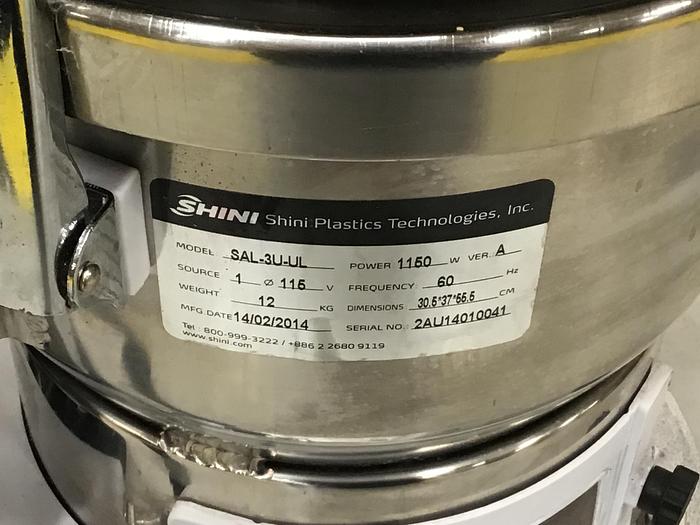 SHINI Shini Plastics Technologies, Inc.
MODEL SAL-3U-UL POWER 1150 W VER. A
SOURCE 1 Ø 115 V FREQUENCY 60 Hz
WEIGHT 12 KG DIMENSIONS 30.5*37*55.5 CM
MFG.DATE 14/02/2014 SERIAL NO.: 2AU14010041
Tel : 800-999-3222 / +886 2 2680 9119
www.shini.com